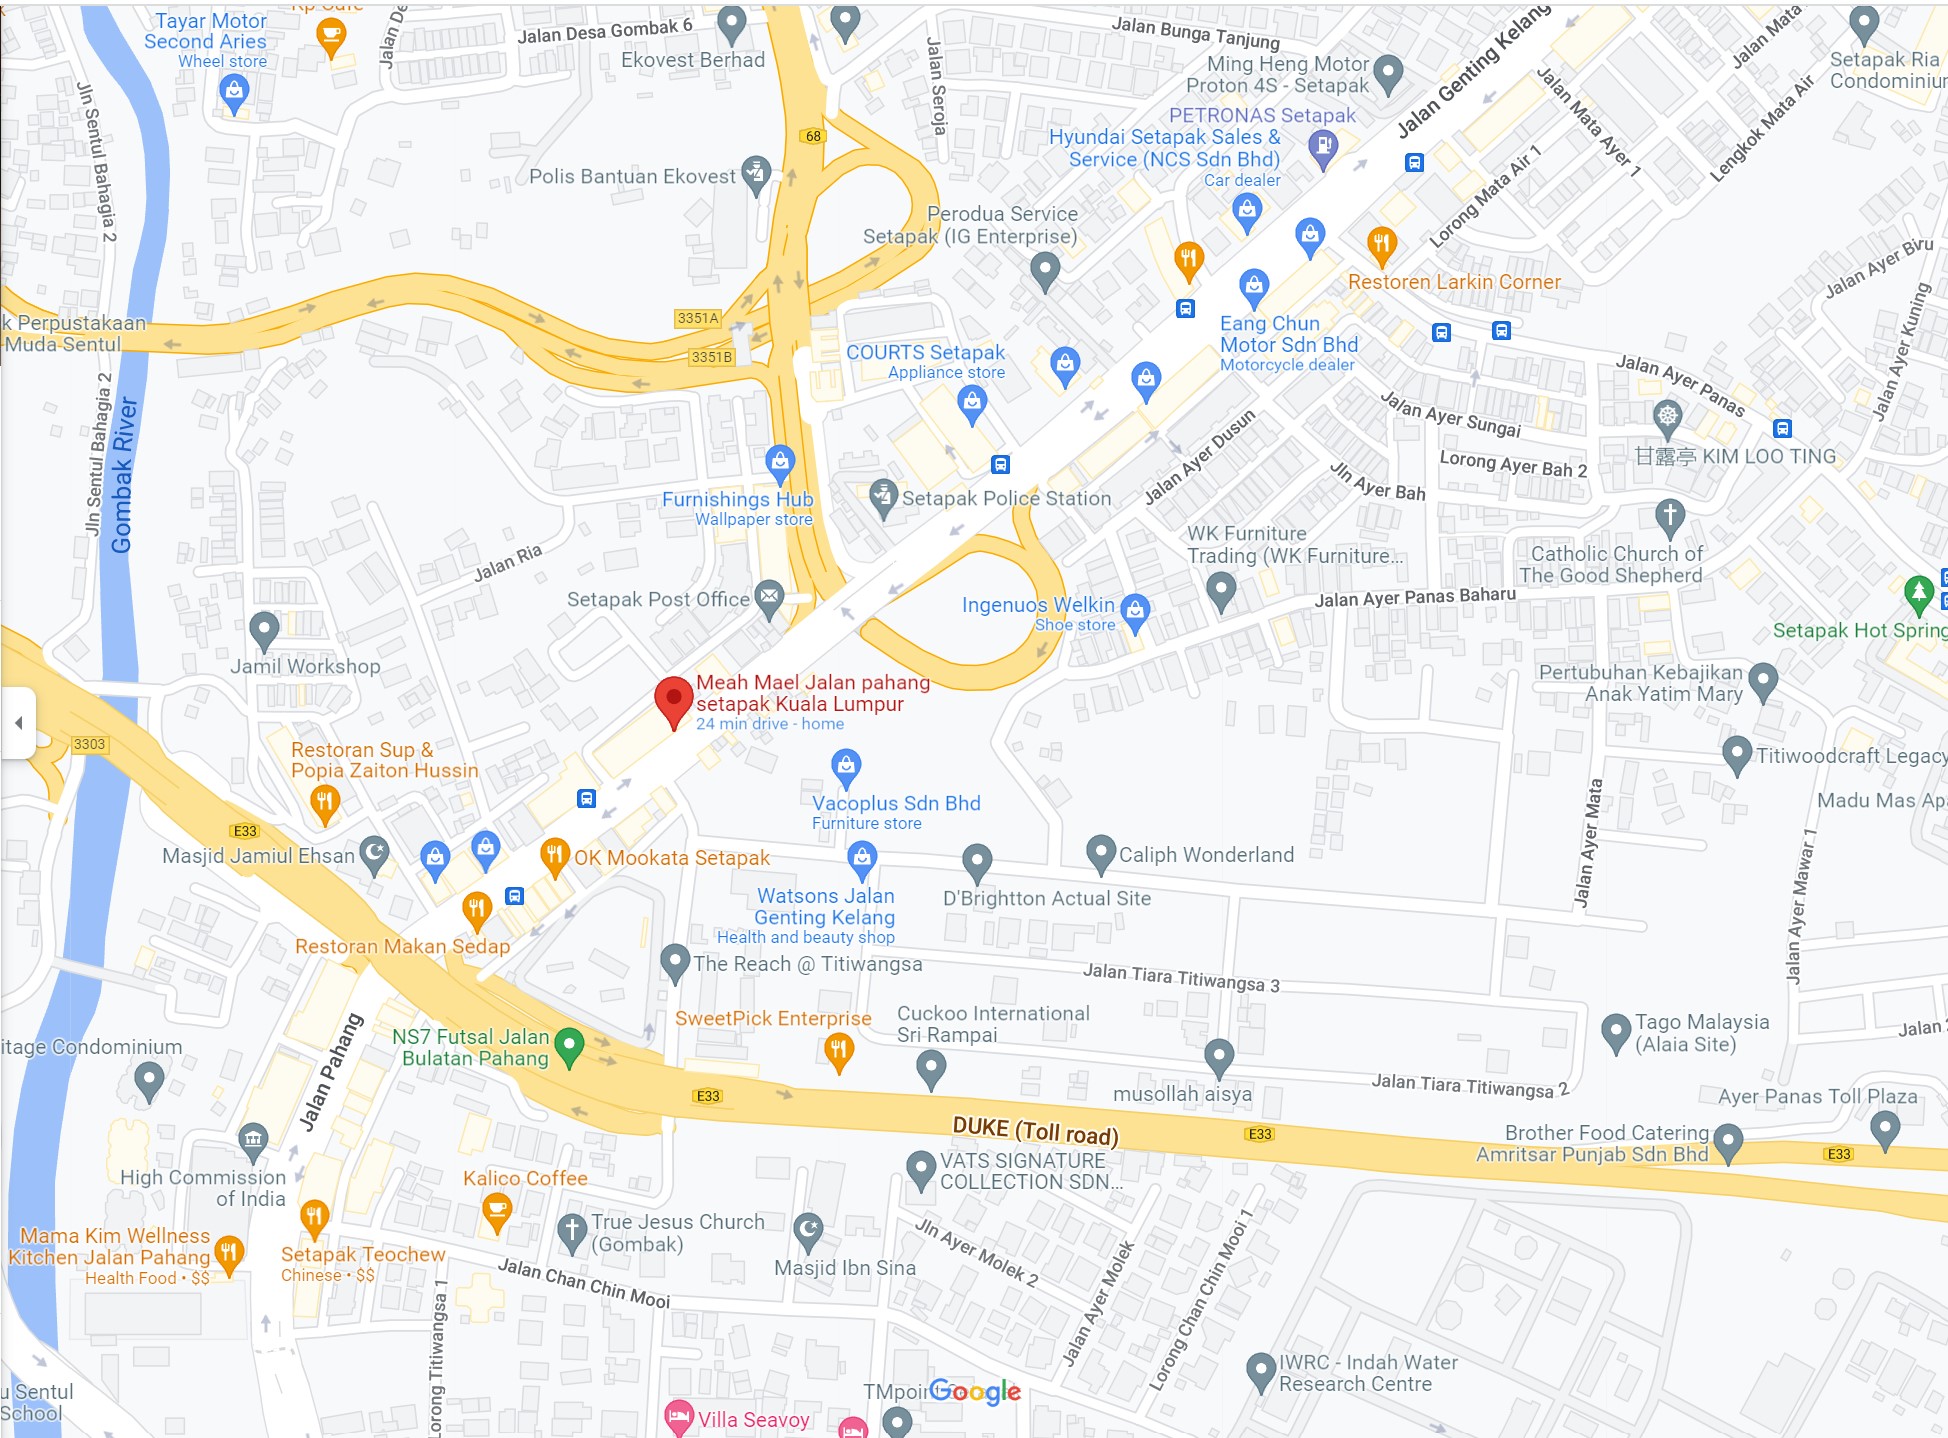 Kp Cafe
Tayar Motor
Second Aries
Wheel store
Jalan De
Jalan Desa Gombak 6
Ekovest Berhad
Jalan Seroja
Jalan Bunga Tanjung
Ming Heng Motor
Proton 4S - Setapak
Jalan Genting Kelang
Jalan Mata
Setapak Ria
Condominiu
PETRONAS Setapak
Hyundai Setapak Sales &
Service (NCS Sdn Bhd)
Car dealer
Jalan Mata Ayer 1
Lengkok Mata Air
Lorong Mata Air 1
68
Jln Sentul Bahagia 2
Polis Bantuan Ekovest
Perodua Service
Setapak (IG Enterprise)
Restoren Larkin Corner
Jalan Ayer Biru
Jalan Ayer Kuning
k Perpustakaan
Muda Sentul
3351A
3351B
Eang Chun
Motor Sdn Bhd
Motorcycle dealer
COURTS Setapak
Appliance store
Jalan Ayer Panas
Jalan Ayer Sungai
Jalan Ayer Dusun
Lorong Ayer Bah 2
甘露亭 KIM LOO TING
Jln Ayer Bah
Jln Sentul Bahagia 2
Gombak River
Furnishings Hub
Wallpaper store
Setapak Police Station
WK Furniture
Trading (WK Furniture...
Catholic Church of
The Good Shepherd
Jalan Ria
Setapak Post Office
Ingenuos Welkin
Shoe store
Jalan Ayer Panas Baharu
Setapak Hot Spring
Jamil Workshop
Meah Mael Jalan pahang
setapak Kuala Lumpur
24 min drive - home
Pertubuhan Kebajikan
Anak Yatim Mary
3303
Restoran Sup &
Popia Zaiton Hussin
Titiwoodcraft Legacy
Vacoplus Sdn Bhd
Furniture store
Madu Mas Apa
Jalan Ayer Mata
Jalan Ayer Mawar 1
E33
Masjid Jamiul Ehsan
OK Mookata Setapak
Caliph Wonderland
Watsons Jalan
Genting Kelang
Health and beauty shop
D'Brightton Actual Site
Restoran Makan Sedap
The Reach @ Titiwangsa
Jalan Tiara Titiwangsa 3
SweetPick Enterprise
Cuckoo International
Sri Rampai
Tago Malaysia
(Alaia Site)
Jalan
itage Condominium
NS7 Futsal Jalan
Bulatan Pahang
Jalan Pahang
musollah aisya
Jalan Tiara Titiwangsa 2
Ayer Panas Toll Plaza
E33
DUKE (Toll road)
E33
Brother Food Catering
Amritsar Punjab Sdn Bhd
E33
High Commission
of India
Kalico Coffee
VATS SIGNATURE
COLLECTION SDN...
Mama Kim Wellness
Kitchen Jalan Pahang
Health Food • $$
Setapak Teochew
Chinese • $$
True Jesus Church
(Gombak)
Masjid Ibn Sina
Jln Ayer Molek 2
Jalan Ayer Molek
Lorong Chan Chin Mooi 1
Jalan Chan Chin Mooi
Lorong Titiwangsa 1
IWRC - Indah Water
Research Centre
u Sentul
School
TMpoint
Google
Villa Seavoy